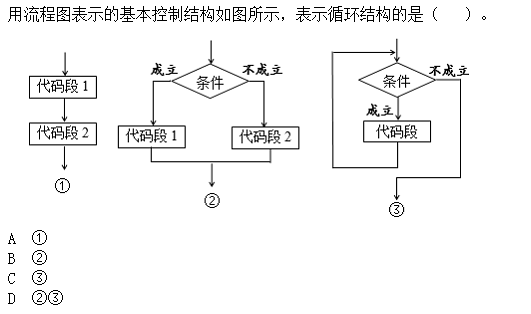 用流程图表示的基本控制结构如图所示，表示循环结构的是（　　）。
代码段 1
代码段 2
①
成立
条件
不成立
代码段 1
代码段 2
②
条件
不成立
成立
代码段
③
A ①
B ②
C ③
D ②③